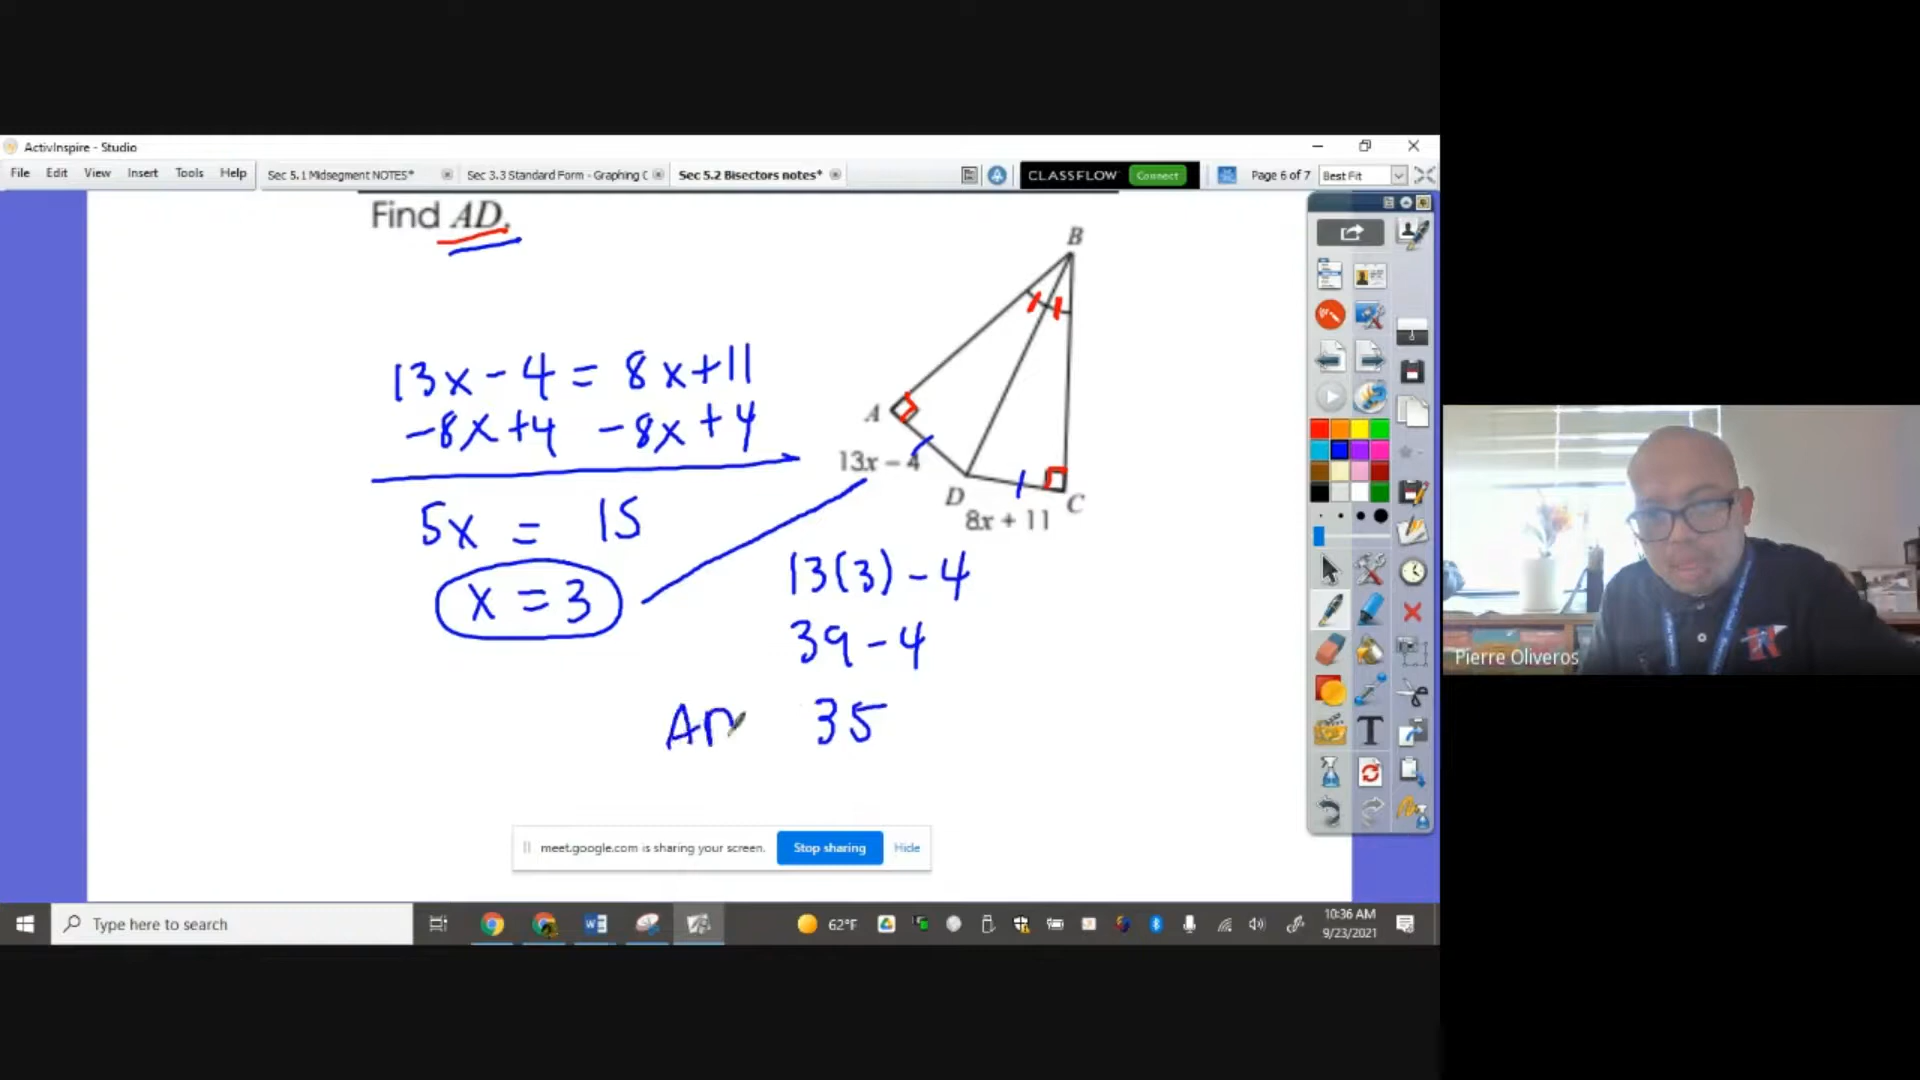 ActivInspire - Studio
File Edit View Insert Tools Help
Sec 5.1 Midsegment NOTES*
Sec 3.3 Standard Form - Graphing C
Sec 5.2 Bisectors notes*
CLASSFLOW Connect
Page 6 of 7
Best Fit
Find AD.
B
13x - 4 = 8x + 11
-8x + 4 -8x + 4
A
13x - 4
D
C
8x + 11
5x = 15
x = 3
13(3) - 4
39 - 4
AD 35
T
Pierre Oliveros
meet.google.com is sharing your screen.
Stop sharing
Hide
Type here to search
62°F
10:36 AM
9/23/2021